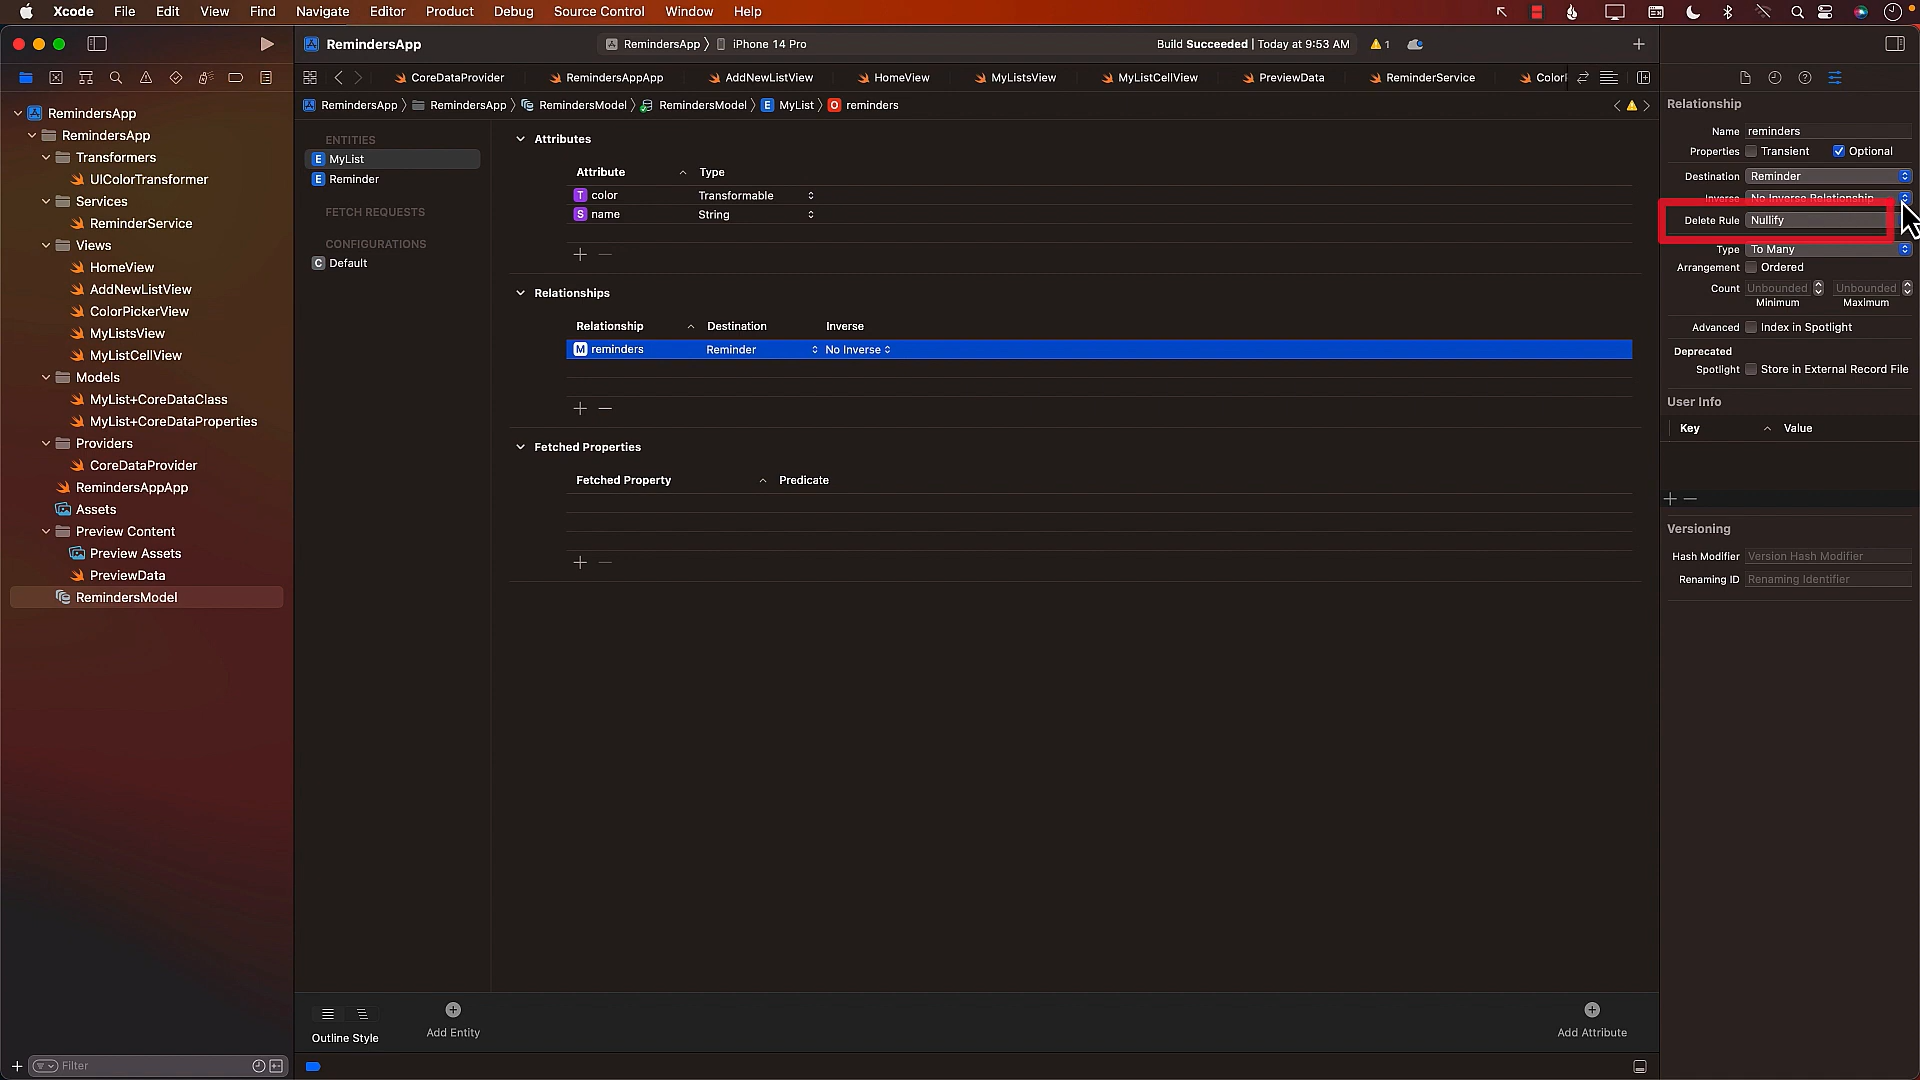 Xcode File Edit View Find Navigate Editor Product Debug Source Control Window Help
RemindersApp
RemindersApp iPhone 14 Pro
Build Succeeded | Today at 9:53 AM 1
CoreDataProvider RemindersAppApp AddNewListView HomeView MyListsView MyListCellView PreviewData ReminderService Colorl
RemindersApp RemindersApp RemindersModel RemindersModel E MyList O reminders
RemindersApp
RemindersApp
Transformers
UIColorTransformer
Services
ReminderService
Views
HomeView
AddNewListView
ColorPickerView
MyListsView
MyListCellView
Models
MyList+CoreDataClass
MyList+CoreDataProperties
Providers
CoreDataProvider
RemindersAppApp
Assets
Preview Content
Preview Assets
PreviewData
RemindersModel
Filter
ENTITIES
E MyList
E Reminder
FETCH REQUESTS
CONFIGURATIONS
C Default
Attributes
Attribute Type
T color Transformable
S name String
Relationships
Relationship Destination Inverse
M reminders Reminder No Inverse
Fetched Properties
Fetched Property Predicate
Outline Style
Add Entity
Add Attribute
Relationship
Name reminders
Properties Transient Optional
Destination Reminder
Inverse No Inverse Relationship
Delete Rule Nullify
Type To Many
Arrangement Ordered
Count Unbounded Unbounded
Minimum Maximum
Advanced Index in Spotlight
Deprecated
Spotlight Store in External Record File
User Info
Key Value
Versioning
Hash Modifier Version Hash Modifier
Renaming ID Renaming Identifier